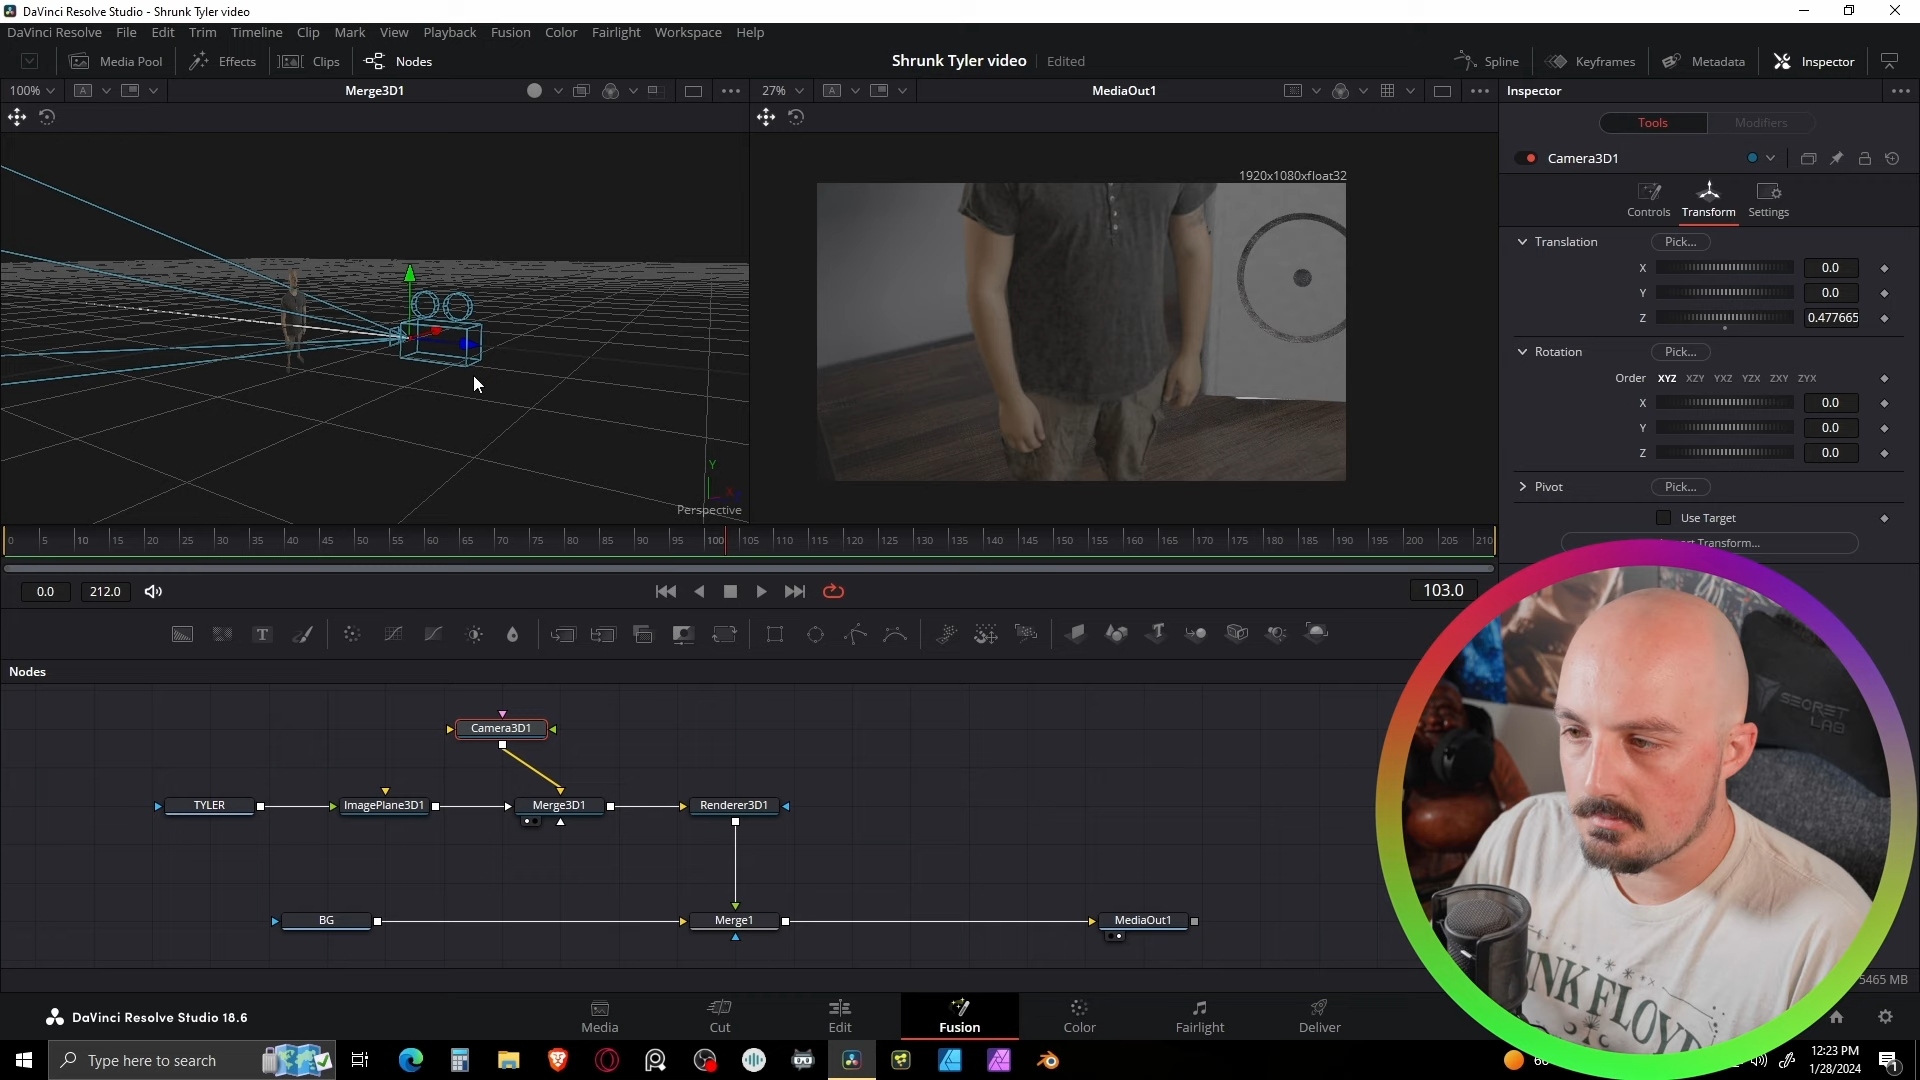 DaVinci Resolve Studio - Shrunk Tyler video
DaVinci Resolve File Edit Trim Timeline Clip Mark View Playback Fusion Color Fairlight Workspace Help
Media Pool Effects Clips Nodes Shrunk Tyler video Edited Spline Keyframes Metadata Inspector
100% A Merge3D1 27% A MediaOut1 Inspector
Tools Modifiers
Camera3D1
1920x1080xfloat32
Controls Transform Settings
Translation Pick...
X 0.0
Y 0.0
Z 0.477665
Rotation Pick...
Order XYZ XZY YXZ YZX ZXY ZYX
X 0.0
Y 0.0
Z 0.0
Pivot Pick...
Y
X
Perspective
Use Target
Transform...
0 5 10 15 20 25 30 35 40 45 50 55 60 65 70 75 80 85 90 95 100 105 110 115 120 125 130 135 140 145 150 155 160 165 170 175 180 185 190 195 200 205 210
0.0 212.0 103.0
Nodes
Camera3D1
TYLER ImagePlane3D1 Merge3D1 Renderer3D1
BG Merge1 MediaOut1
SECRET
LAB
INK FLOYD
5465 MB
DaVinci Resolve Studio 18.6
Media Cut Edit Fusion Color Fairlight Deliver
Type here to search
12:23 PM
1/28/2024
1